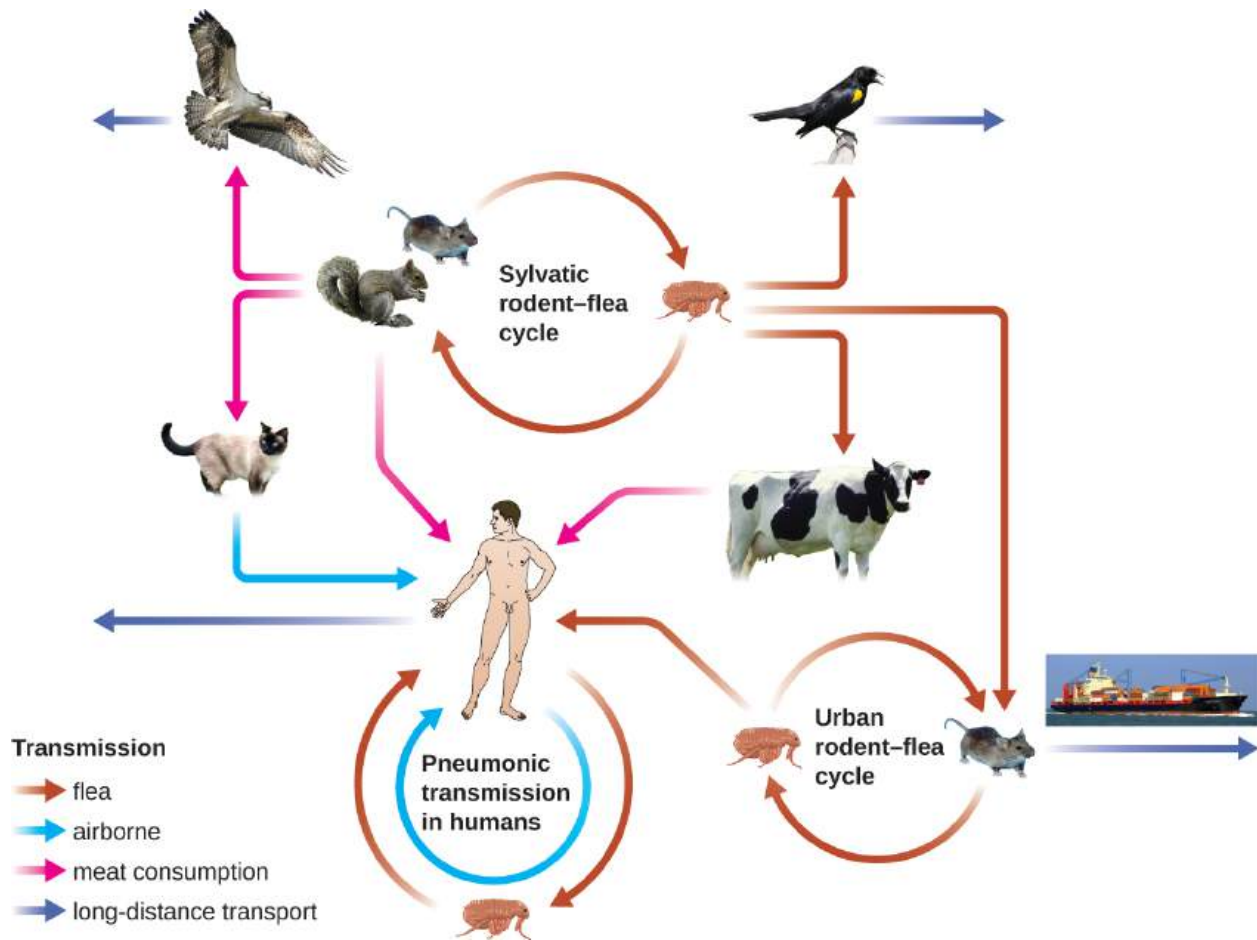 Sylvatic
rodent–flea
cycle
Urban
rodent–flea
cycle
Pneumonic
transmission
in humans
Transmission
flea
airborne
meat consumption
long-distance transport